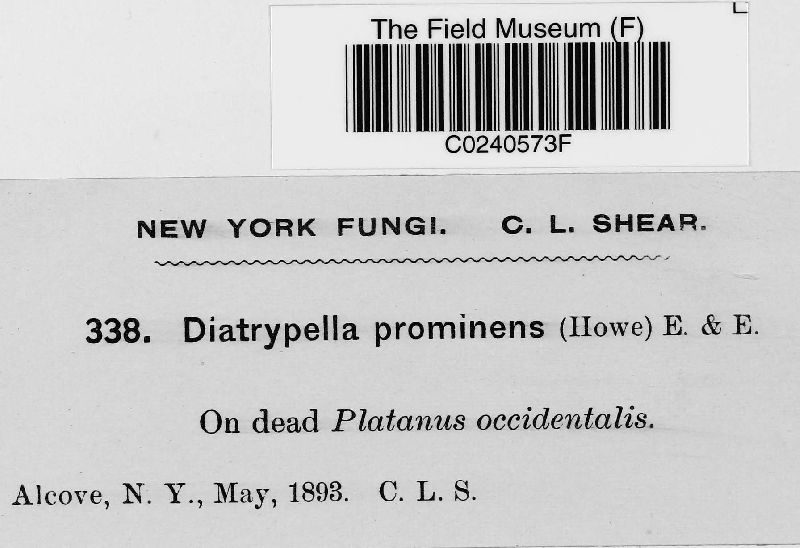 The Field Museum (F)
C0240573F
NEW YORK FUNGI. C. L. SHEAR.
338. Diatrypella prominens (Howe) E. & E.
On dead Platanus occidentalis.
Alcove, N. Y., May, 1893. C. L. S.